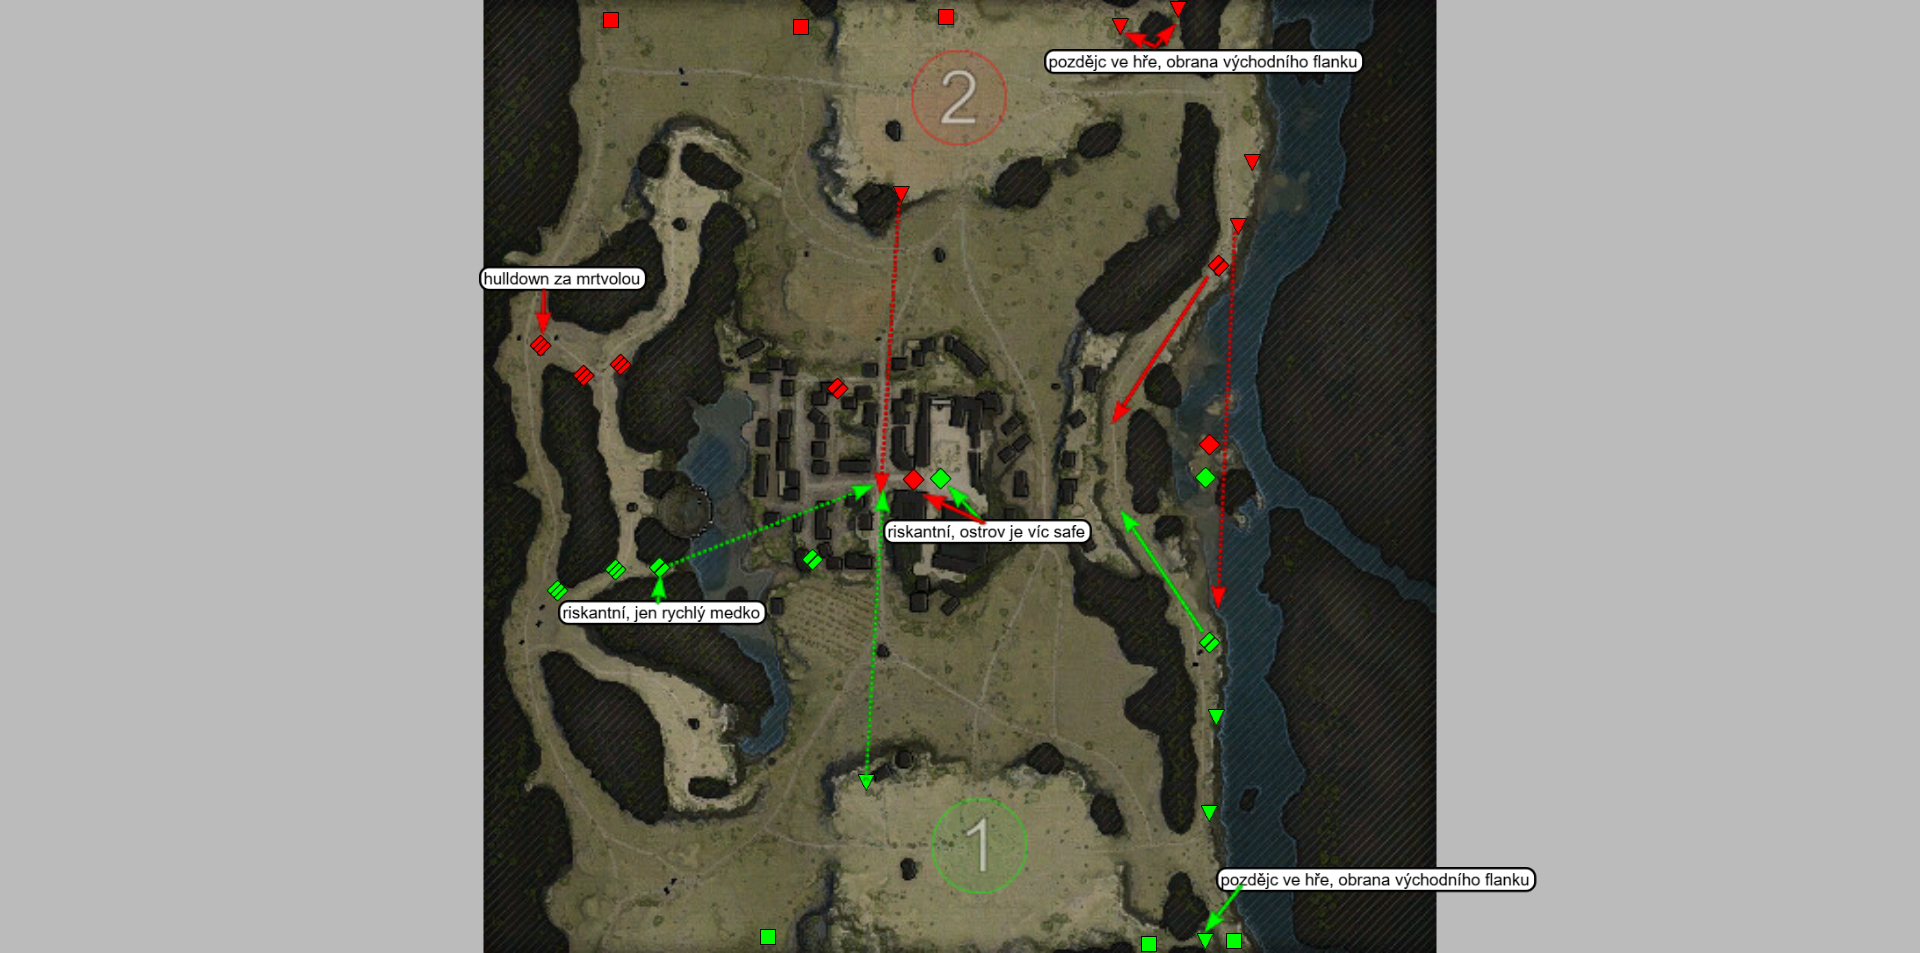 pozdějc ve hře, obrana východního flanku
2
hulldown za mrtvolou
riskantní, ostrov je víc safe
riskantní, jen rychlý medko
1
pozdějc ve hře, obrana východního flanku